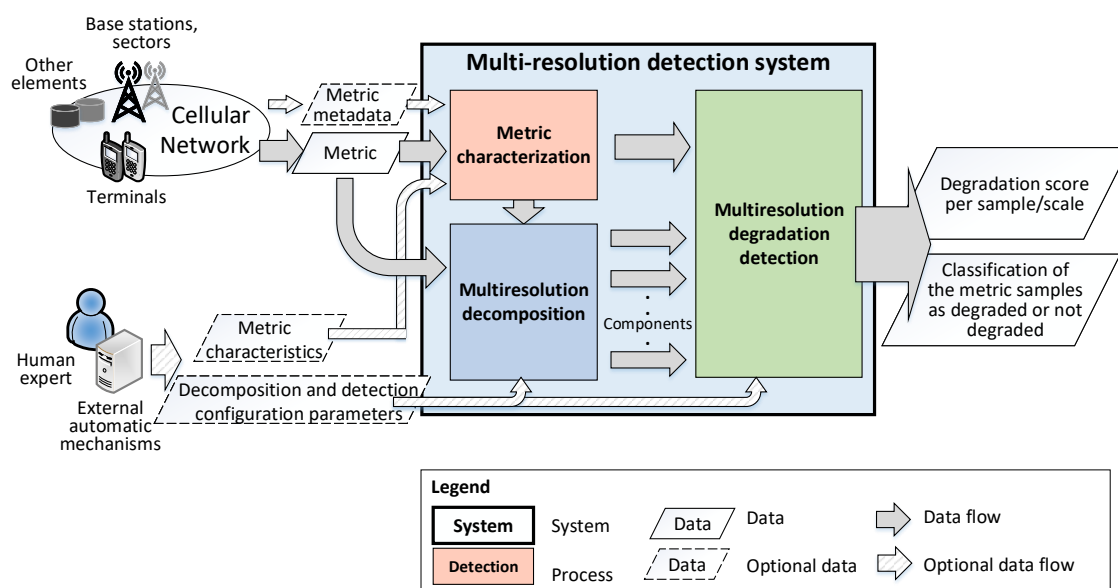 Base stations,
sectors
Other
elements
Cellular
Network
Terminals
Metric
metadata
Metric
Multi-resolution detection system
Metric
characterization
Multiresolution
decomposition
Components
Multiresolution
degradation
detection
Degradation score
per sample/scale
Classification of
the metric samples
as degraded or not
degraded
Human
expert
External
automatic
mechanisms
Metric
characteristics
Decomposition and detection
configuration parameters
Legend
System
System
Detection
Process
Data
Data
Data
Optional data
Data flow
Optional data flow